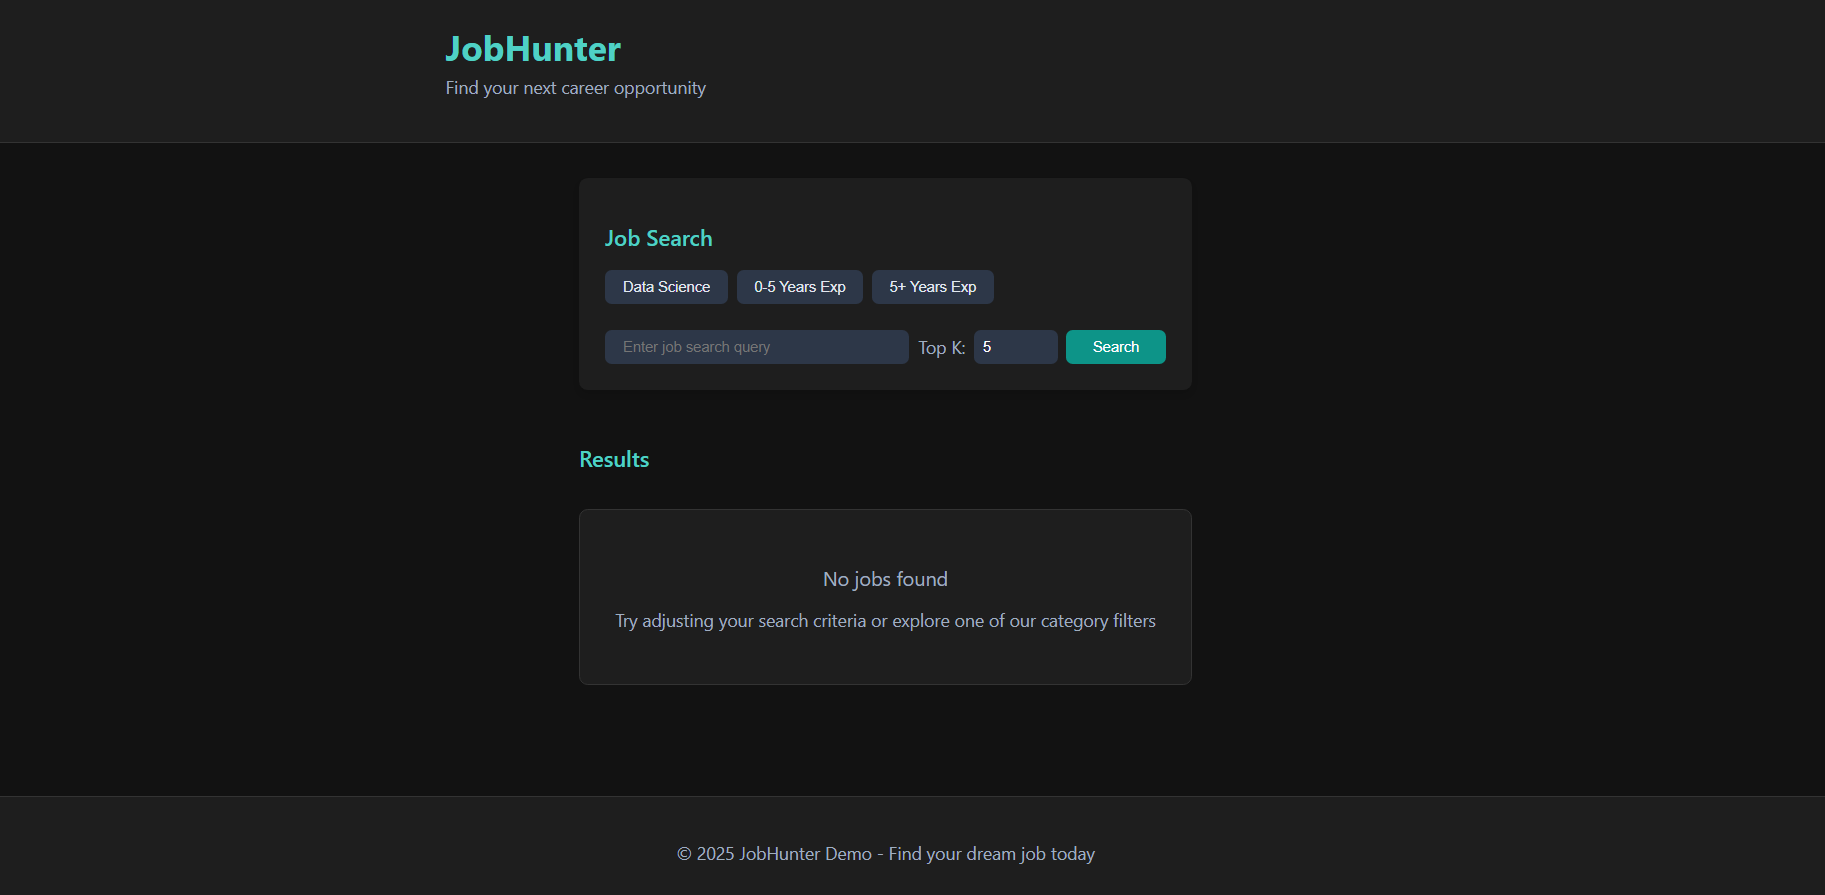 JobHunter
Find your next career opportunity
Job Search
Data Science 0-5 Years Exp 5+ Years Exp
Enter job search query Top K: 5 Search
Results
No jobs found
Try adjusting your search criteria or explore one of our category filters
© 2025 JobHunter Demo - Find your dream job today